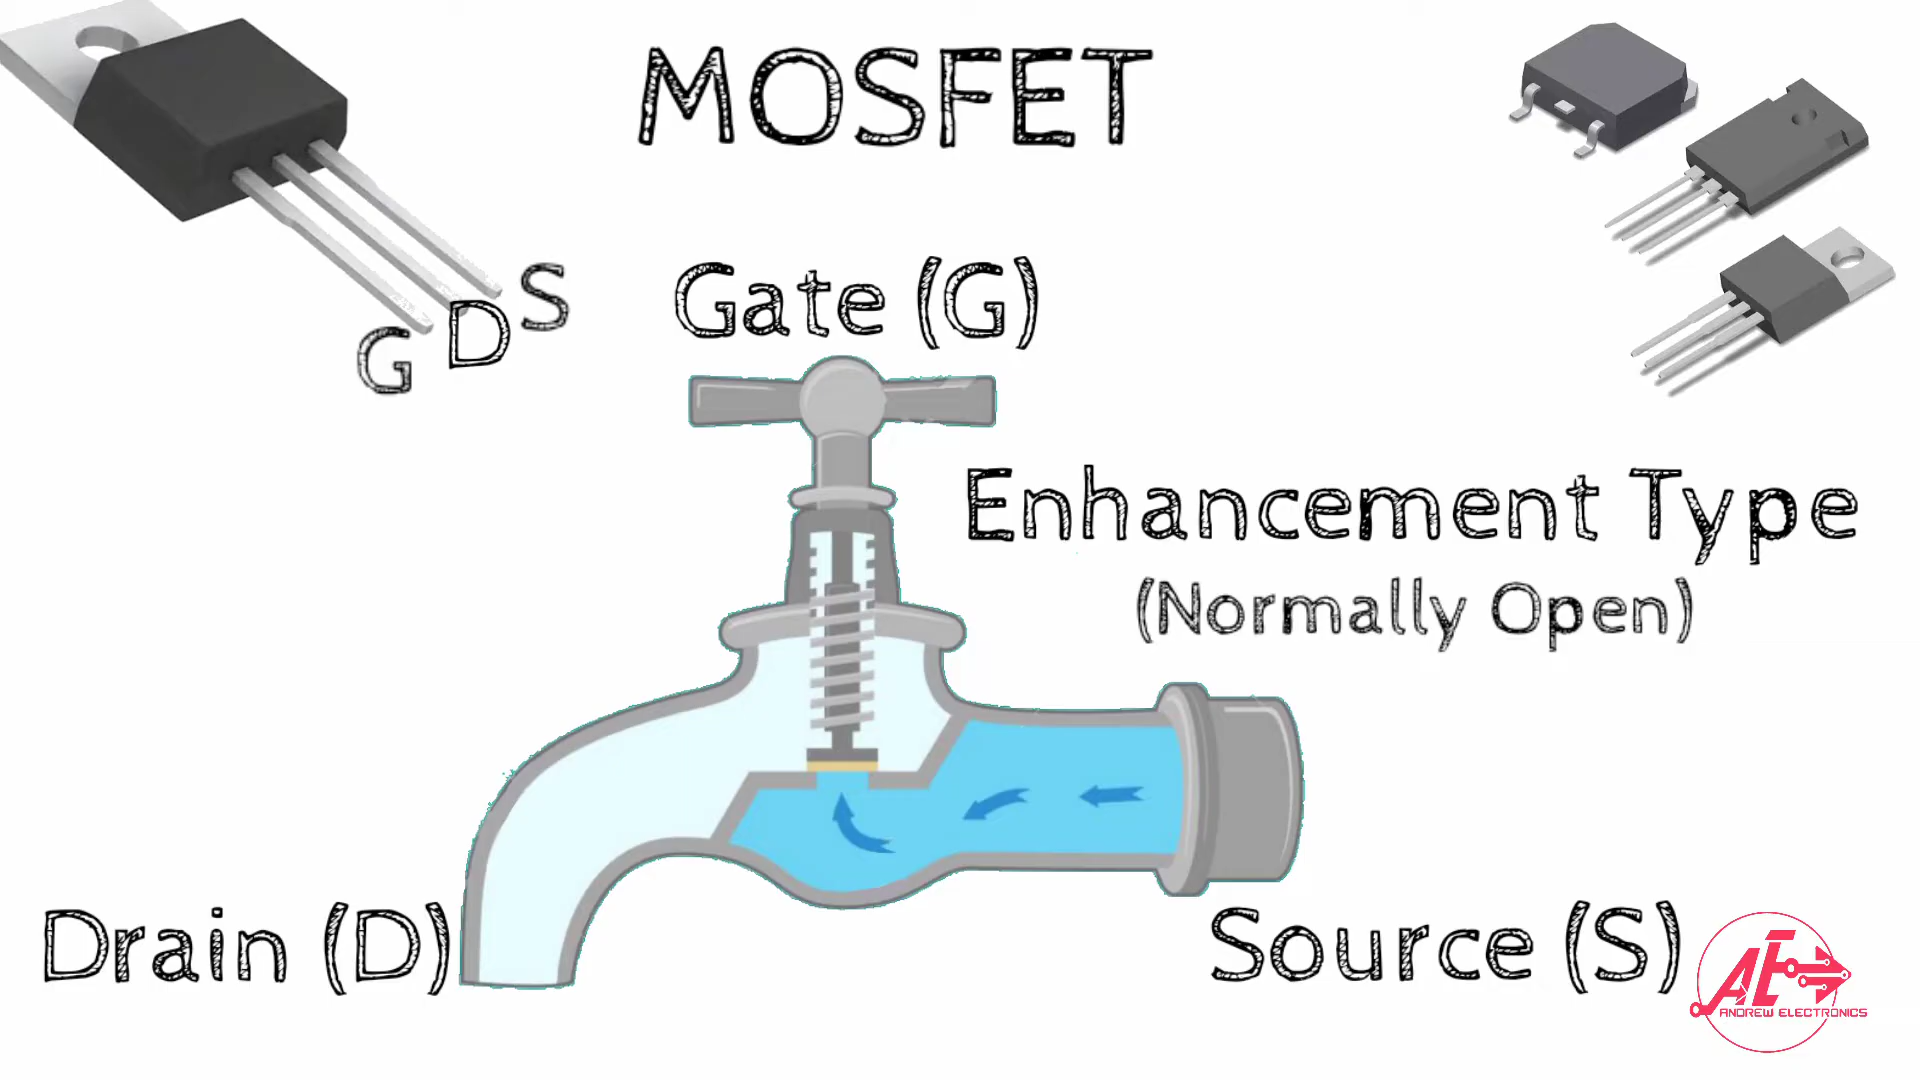 MOSFET
G
D
S
Gate (G)
Enhancement Type
(Normally Open)
Drain (D)
Source (S)
AE
ANDREW ELECTRONICS